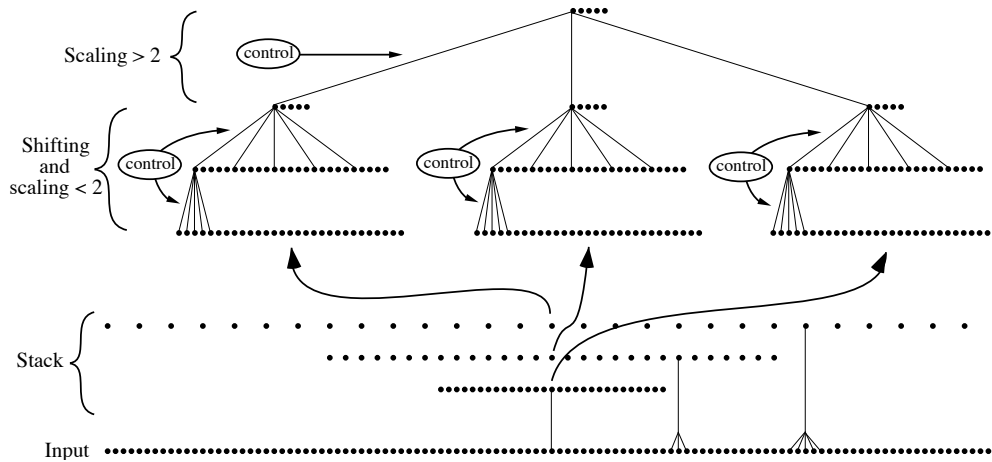 Scaling > 2
control
Shifting
and
scaling < 2
control
control
control
Stack
Input